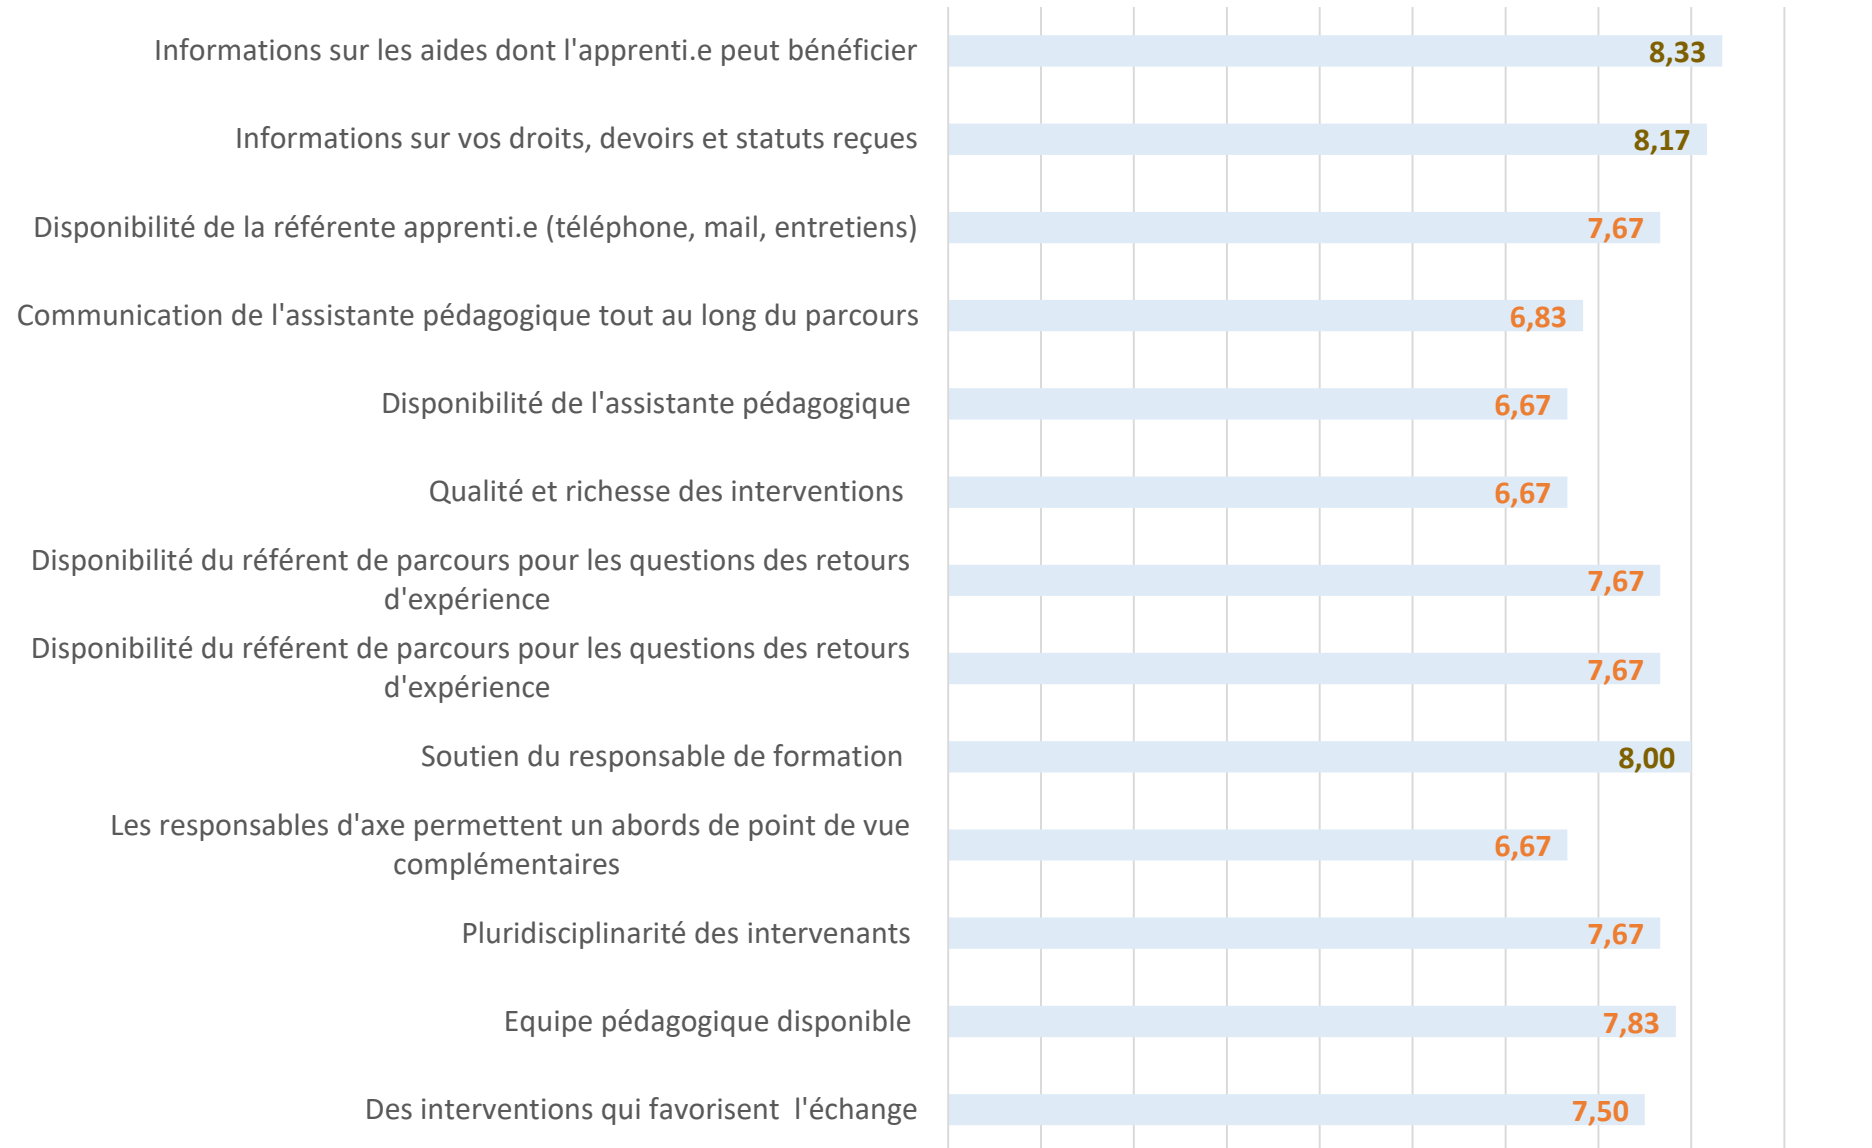 Informations sur les aides dont l'apprenti.e peut bénéficier 8,33
Informations sur vos droits, devoirs et statuts reçues 8,17
Disponibilité de la référente apprenti.e (téléphone, mail, entretiens) 7,67
Communication de l'assistante pédagogique tout au long du parcours 6,83
Disponibilité de l'assistante pédagogique 6,67
Qualité et richesse des interventions 6,67
Disponibilité du référent de parcours pour les questions des retours
d'expérience 7,67
Disponibilité du référent de parcours pour les questions des retours
d'expérience 7,67
Soutien du responsable de formation 8,00
Les responsables d'axe permettent un abords de point de vue
complémentaires 6,67
Pluridisciplinarité des intervenants 7,67
Equipe pédagogique disponible 7,83
Des interventions qui favorisent  l'échange 7,50